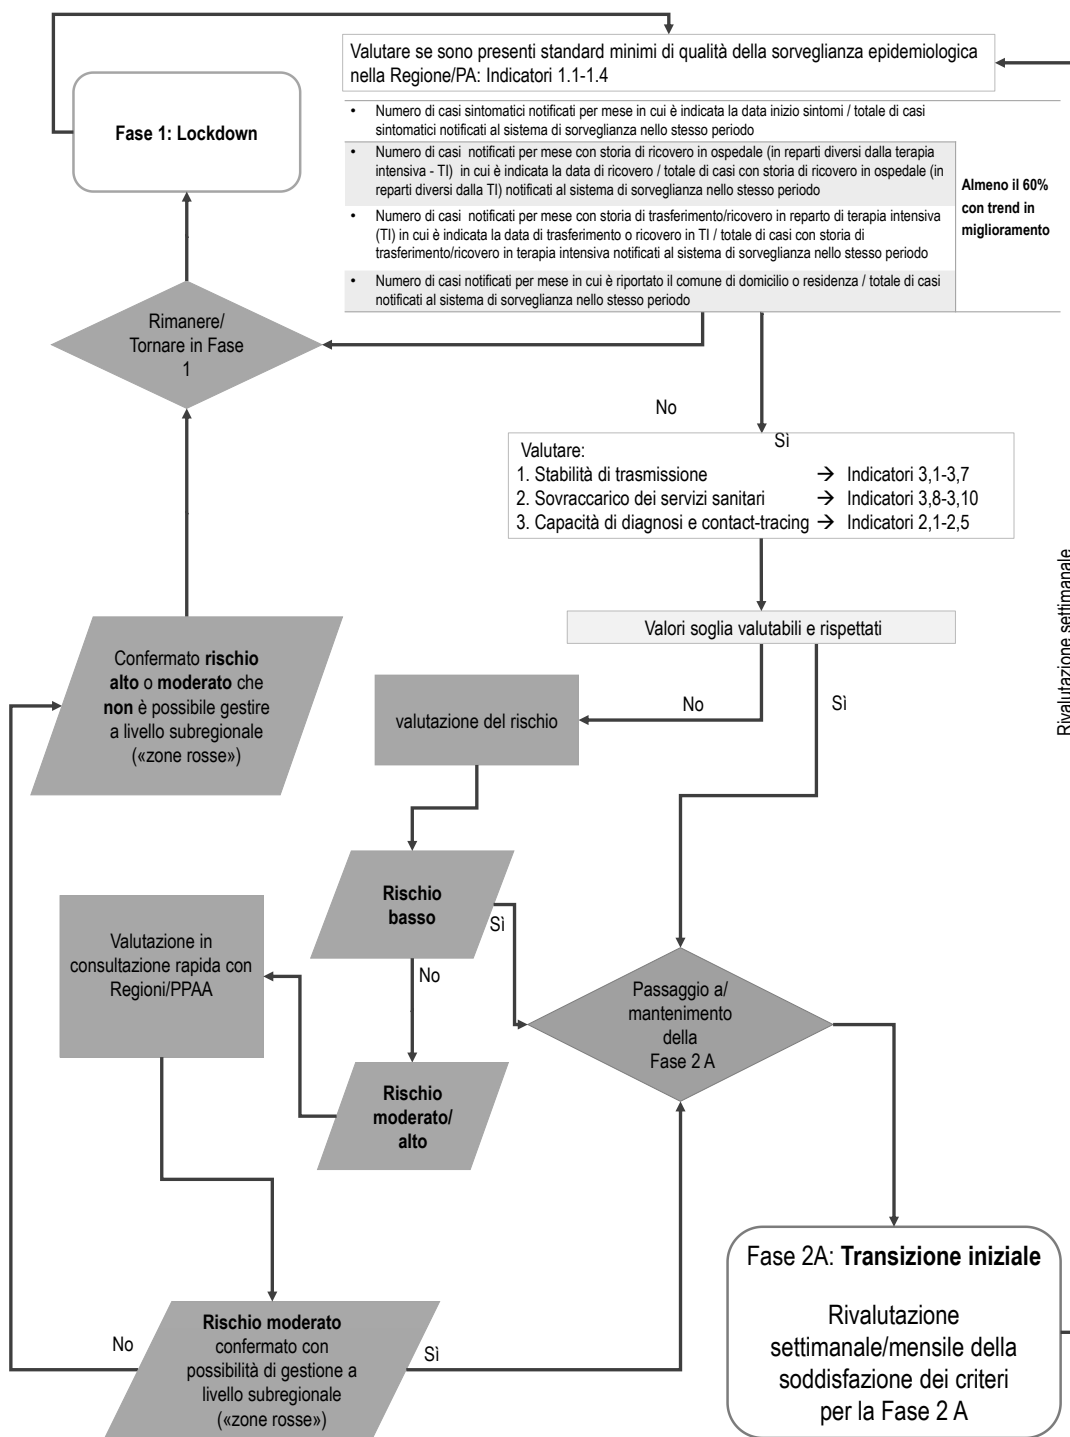 Valutare se sono presenti standard minimi di qualità della sorveglianza epidemiologica
nella Regione/PA: Indicatori 1.1-1.4
Fase 1: Lockdown
• Numero di casi sintomatici notificati per mese in cui è indicata la data inizio sintomi / totale di casi
sintomatici notificati al sistema di sorveglianza nello stesso periodo
• Numero di casi notificati per mese con storia di ricovero in ospedale (in reparti diversi dalla terapia
intensiva - TI) in cui è indicata la data di ricovero / totale di casi con storia di ricovero in ospedale (in
reparti diversi dalla TI) notificati al sistema di sorveglianza nello stesso periodo
• Numero di casi notificati per mese con storia di trasferimento/ricovero in reparto di terapia intensiva
(TI) in cui è indicata la data di trasferimento o ricovero in TI / totale di casi con storia di
trasferimento/ricovero in terapia intensiva notificati al sistema di sorveglianza nello stesso periodo
• Numero di casi notificati per mese in cui è riportato il comune di domicilio o residenza / totale di casi
notificati al sistema di sorveglianza nello stesso periodo
Almeno il 60%
con trend in
miglioramento
Rimanere/
Tornare in Fase
1
No
Sì
Valutare:
1. Stabilità di trasmissione → Indicatori 3,1-3,7
2. Sovraccarico dei servizi sanitari → Indicatori 3,8-3,10
3. Capacità di diagnosi e contact-tracing → Indicatori 2,1-2,5
Rivalutazione settimanale
Valori soglia valutabili e rispettati
Confermato rischio
alto o moderato che
non è possibile gestire
a livello subregionale
(«zone rosse»)
No
Sì
valutazione del rischio
Rischio
basso
Sì
No
Valutazione in
consultazione rapida con
Regioni/PPAA
Passaggio a/
mantenimento
della
Fase 2 A
Rischio
moderato/
alto
Fase 2A: Transizione iniziale
Rivalutazione
settimanale/mensile della
soddisfazione dei criteri
per la Fase 2 A
Rischio moderato
confermato con
possibilità di gestione a
livello subregionale
(«zone rosse»)
No
Sì